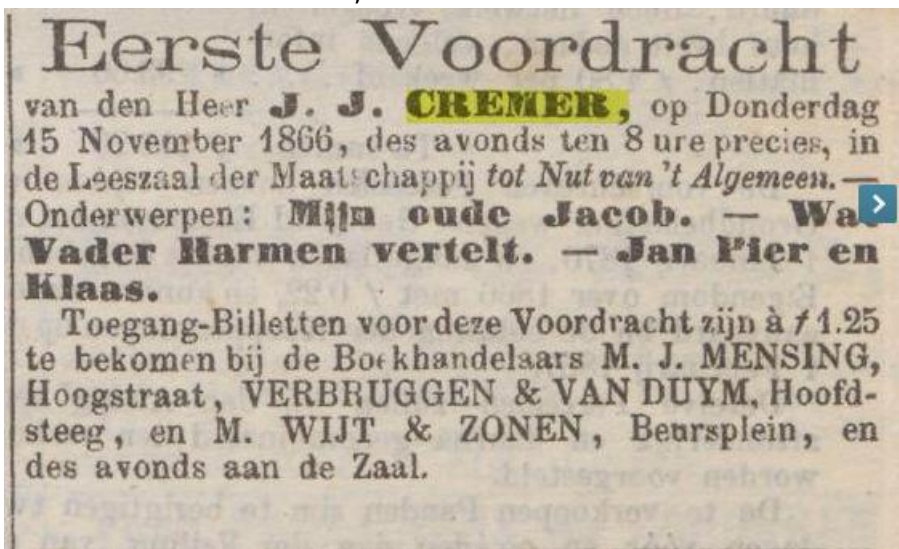 Eerste Voordracht
van den Heer J. J. CREMER, op Donderdag
15 November 1866, des avonds ten 8 ure precies, in
de Leeszaal der Maatschappij tot Nut van 't Algemeen.—
Onderwerpen: Mijn oude Jacob. — Wat
Vader Harmen vertelt. — Jan Pier en
Klaas.
Toegang-Billetten voor deze Voordracht zijn à f 1.25
te bekomen bij de Boekhandelaars M. J. MENSING,
Hoogstraat, VERBRUGGEN & VAN DUYM, Hoofd-
steeg, en M. WIJT & ZONEN, Beursplein, en
des avonds aan de Zaal.